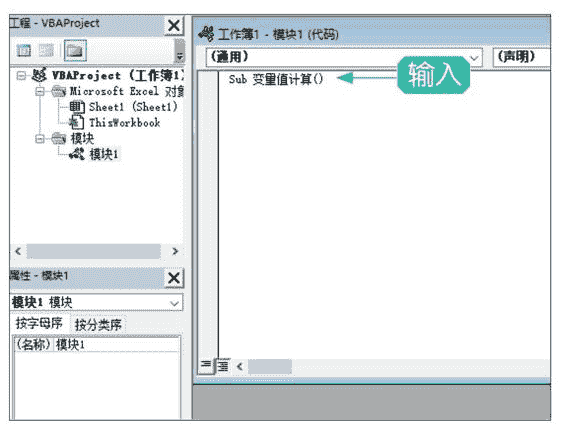 工程 - VBAProject
VBAProject (工作簿1)
Microsoft Excel 对象
Sheet1 (Sheet1)
ThisWorkbook
模块
模块1
属性 - 模块1
模块1 模块
按字母序 按分类序
(名称) 模块1
工作簿1 - 模块1 (代码)
(通用)
(声明)
Sub 变量值计算()
输入